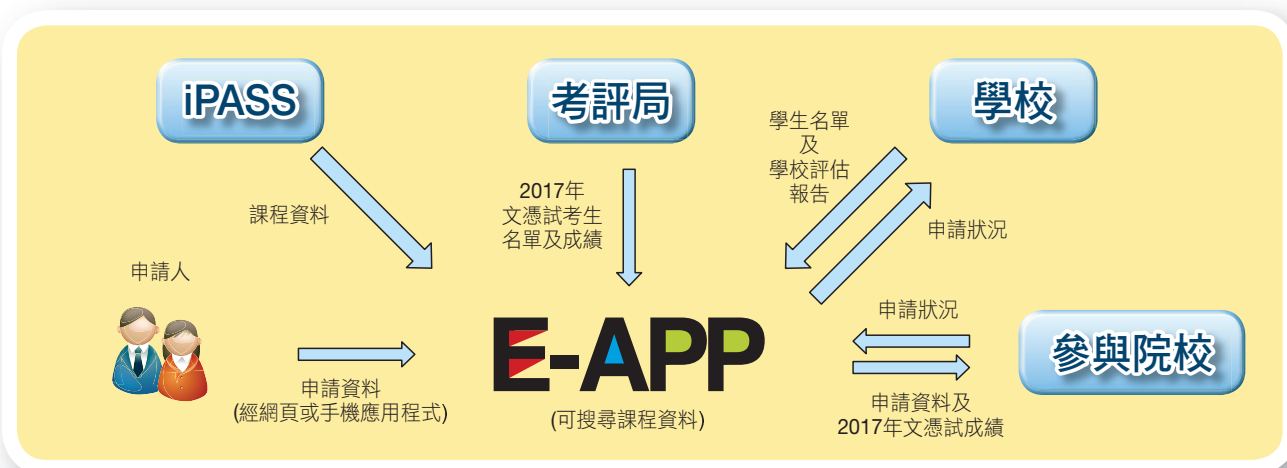 iPASS
考評局
學校
課程資料
2017年
文憑試考生
名單及成績
學生名單
及
學校評估
報告
申請狀況
申請人
申請資料
(經網頁或手機應用程式)
E-APP
(可搜尋課程資料)
申請狀況
參與院校
申請資料及
2017年文憑試成績